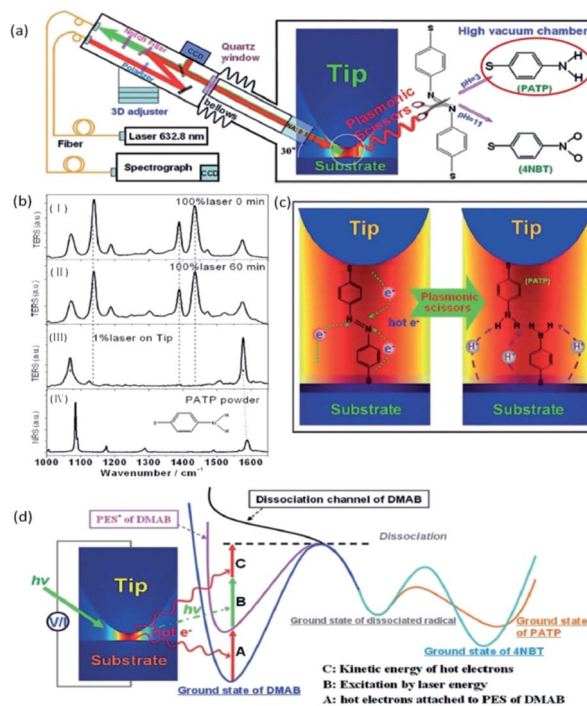 (a)
Notch Filter
Polarizer
CCD
Quartz
window
bellows
3D adjuster
Fiber
Laser 632.8 nm
Spectrograph
CCD
30°
Tip
Substrate
Plasmonic
Scissors
High vacuum chamber
S
N
N
S
pH=3
pH=11
S
N
H
H
(PATP)
S
N
O
O
(4NBT)
(b)
(I)
100%laser 0 min
TERS (a.u.)
(II)
100%laser 60 min
TERS (a.u.)
(III)
1%laser on Tip
TERS (a.u.)
(IV)
PATP powder
S
N
H
H
NRS (a.u.)
1000 1100 1200 1300 1400 1500 1600
Wavenumber / cm⁻¹
(c)
Tip
S
e⁻
N
N
e⁻
hot e⁻
e⁻
S
Substrate
Plasmonic
scissors
Tip
S
(PATP)
N
H
H
H
H
N
H
H
H
S
Substrate
(d)
Dissociation channel of DMAB
PES* of DMAB
Dissociation
hν
V/I
Tip
hot e⁻
Substrate
hν
C
B
A
Ground state of DMAB
Ground state of dissociated radical
Ground state
of PATP
Ground state of 4NBT
C: Kinetic energy of hot electrons
B: Excitation by laser energy
A: hot electrons attached to PES of DMAB